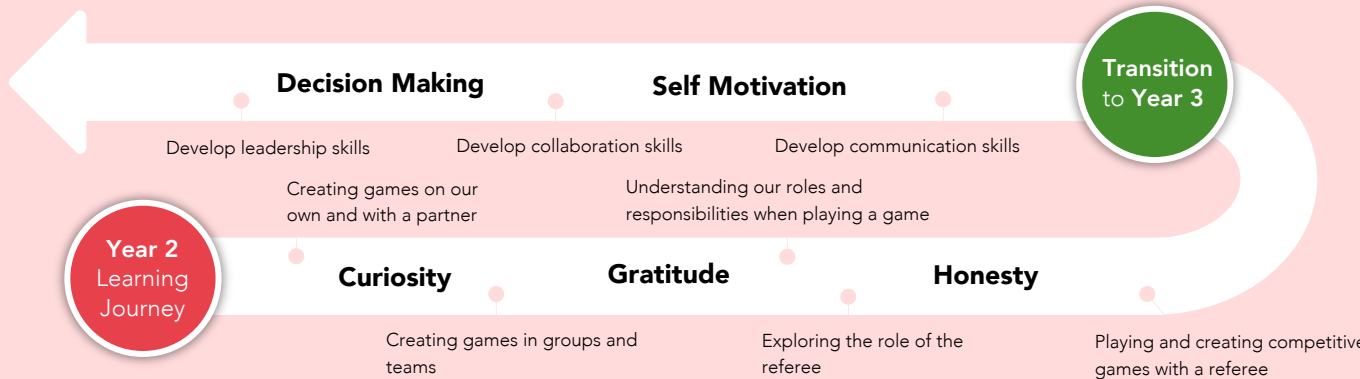 Decision Making
Self Motivation
Transition
to Year 3
Develop leadership skills
Develop collaboration skills
Develop communication skills
Creating games on our
own and with a partner
Understanding our roles and
responsibilities when playing a game
Year 2
Learning
Journey
Curiosity
Gratitude
Honesty
Creating games in groups and
teams
Exploring the role of the
referee
Playing and creating competitive
games with a referee